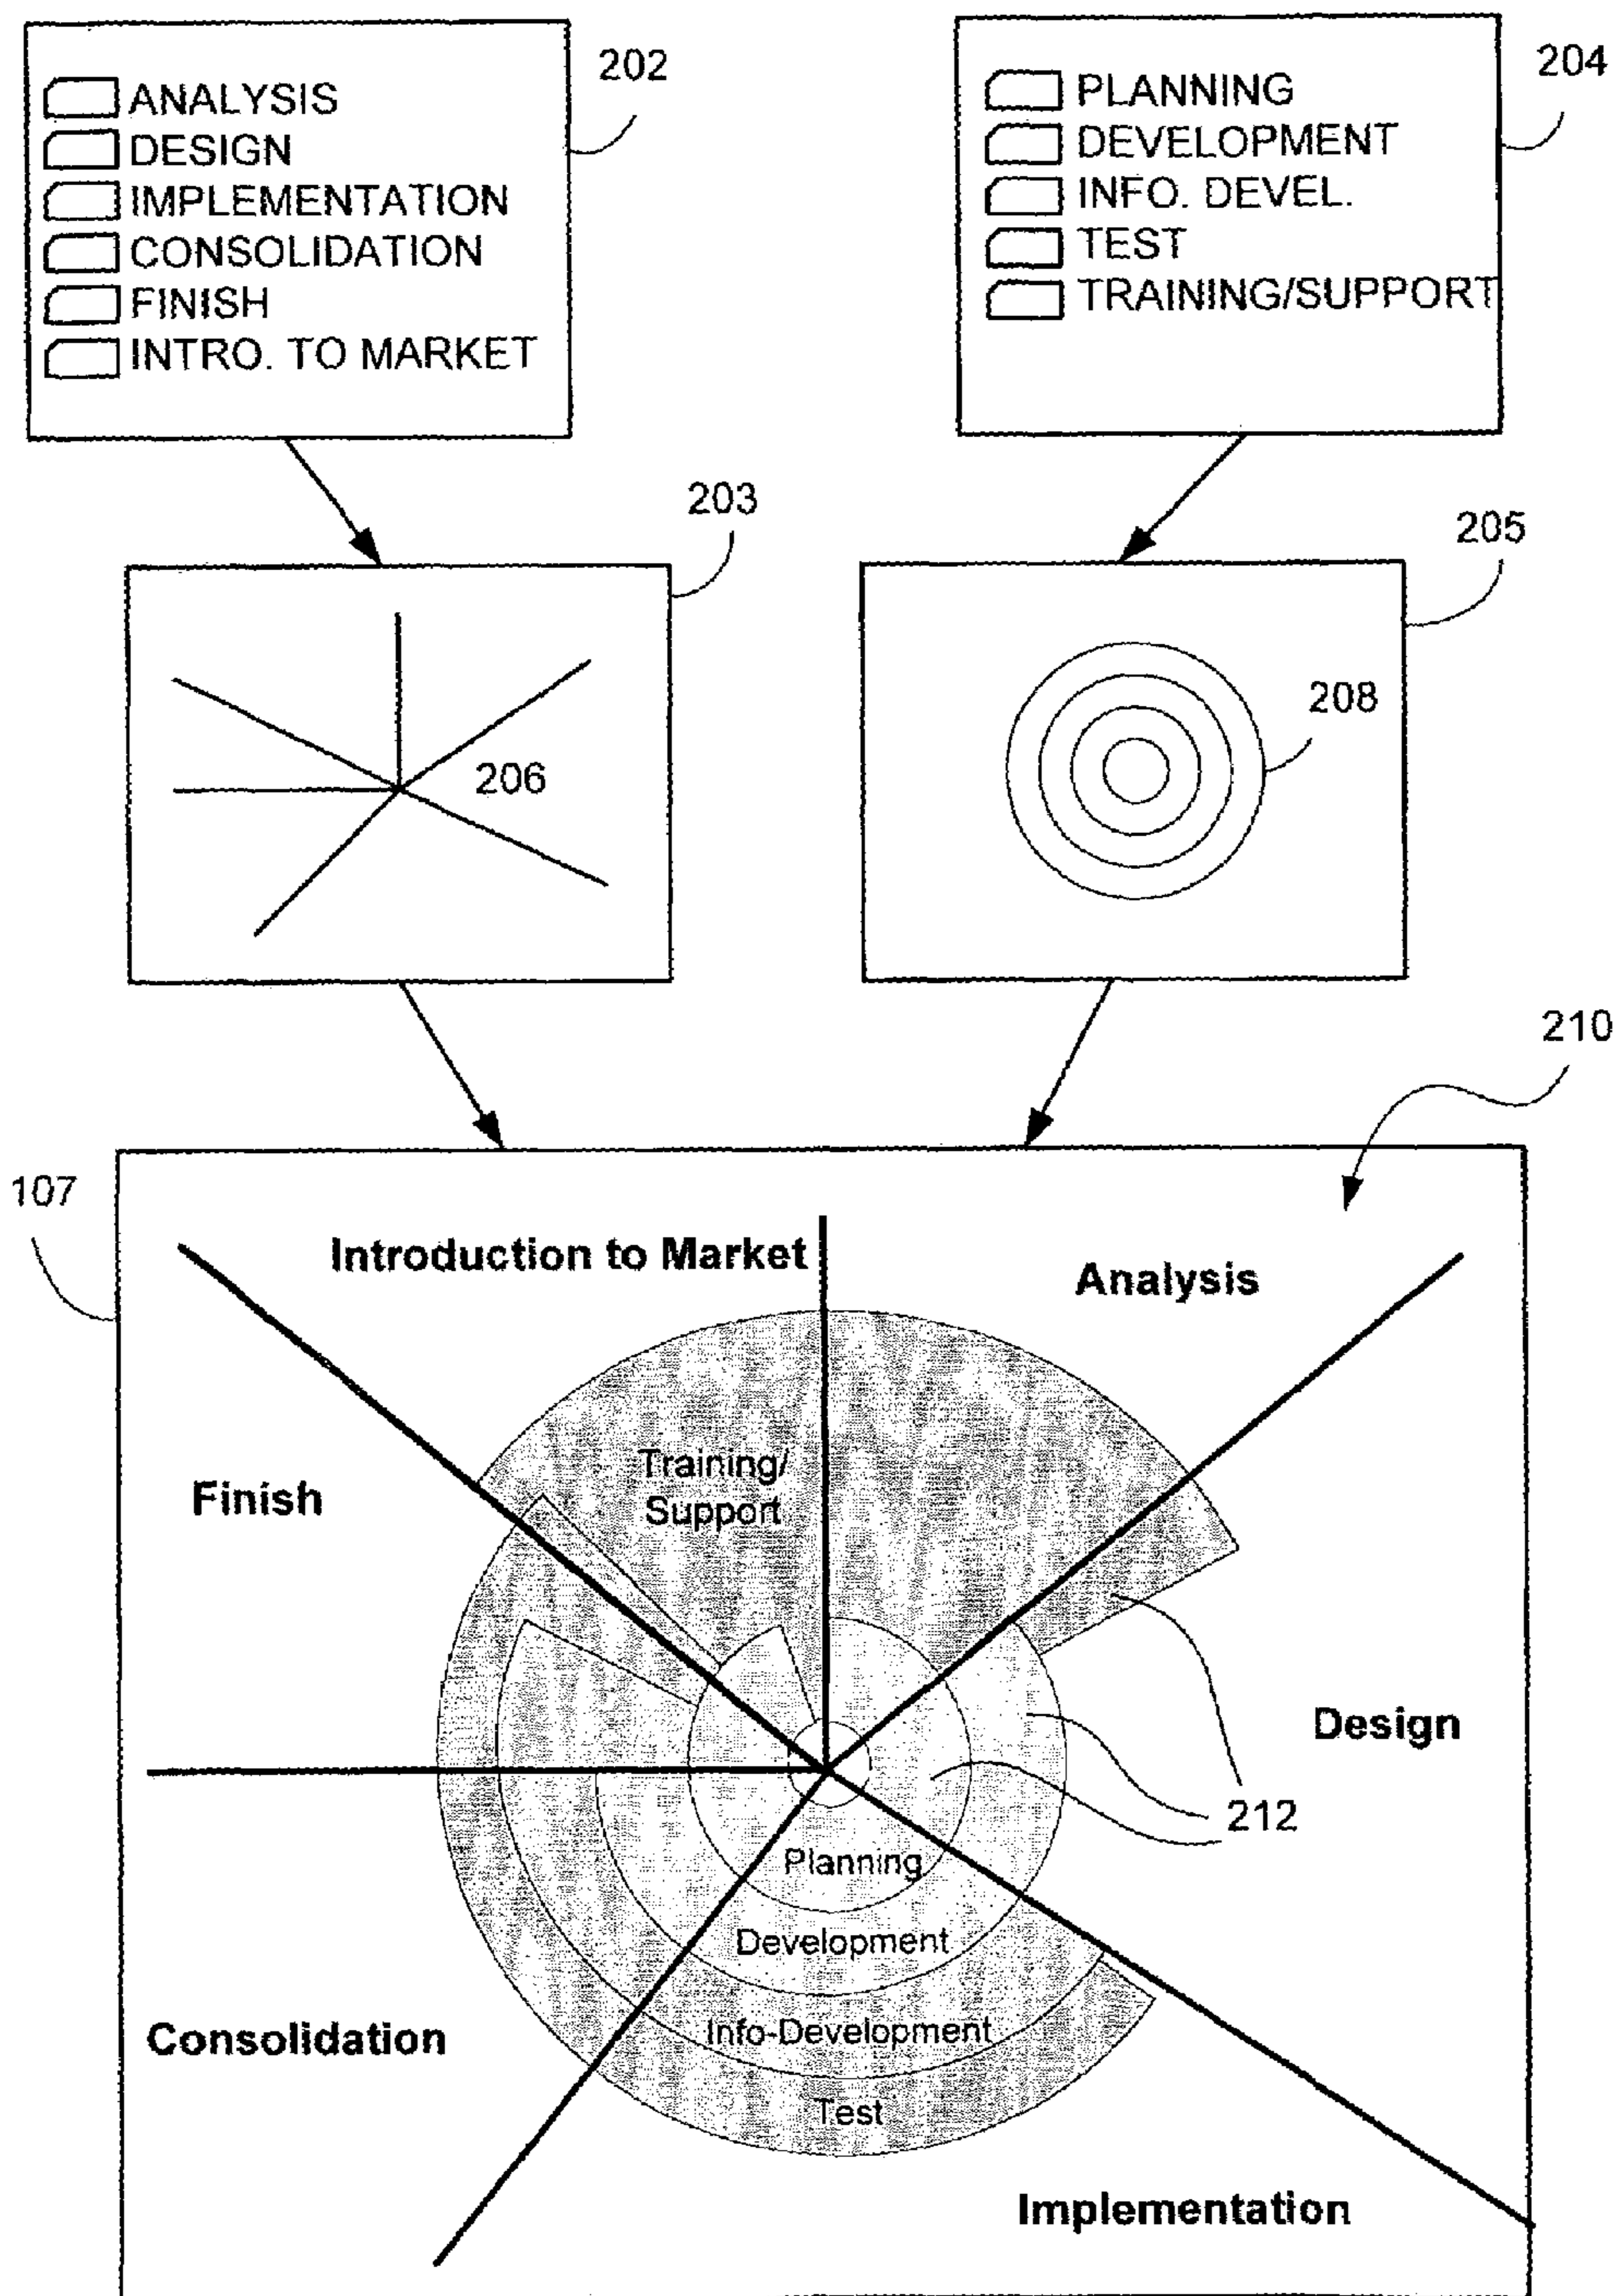 202
ANALYSIS
DESIGN
IMPLEMENTATION
CONSOLIDATION
FINISH
INTRO. TO MARKET
204
PLANNING
DEVELOPMENT
INFO. DEVEL.
TEST
TRAINING/SUPPORT
203
206
205
208
210
107
Introduction to Market
Analysis
Training/
Support
Finish
Design
212
Planning
Development
Info-Development
Test
Consolidation
Implementation